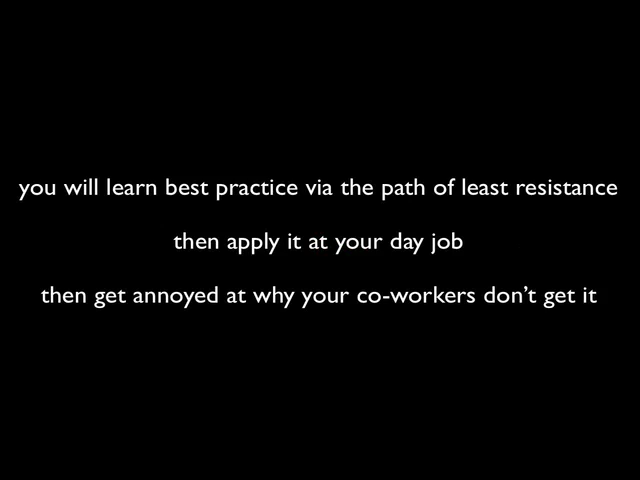 you will learn best practice via the path of least resistance
then apply it at your day job
then get annoyed at why your co-workers don’t get it